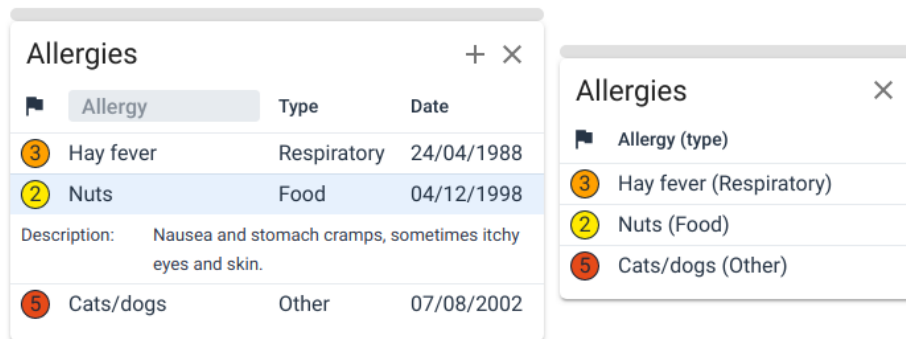 Allergies
Allergy Type Date
3 Hay fever Respiratory 24/04/1988
2 Nuts Food 04/12/1998
Description: Nausea and stomach cramps, sometimes itchy
eyes and skin.
5 Cats/dogs Other 07/08/2002
Allergies
Allergy (type)
3 Hay fever (Respiratory)
2 Nuts (Food)
5 Cats/dogs (Other)